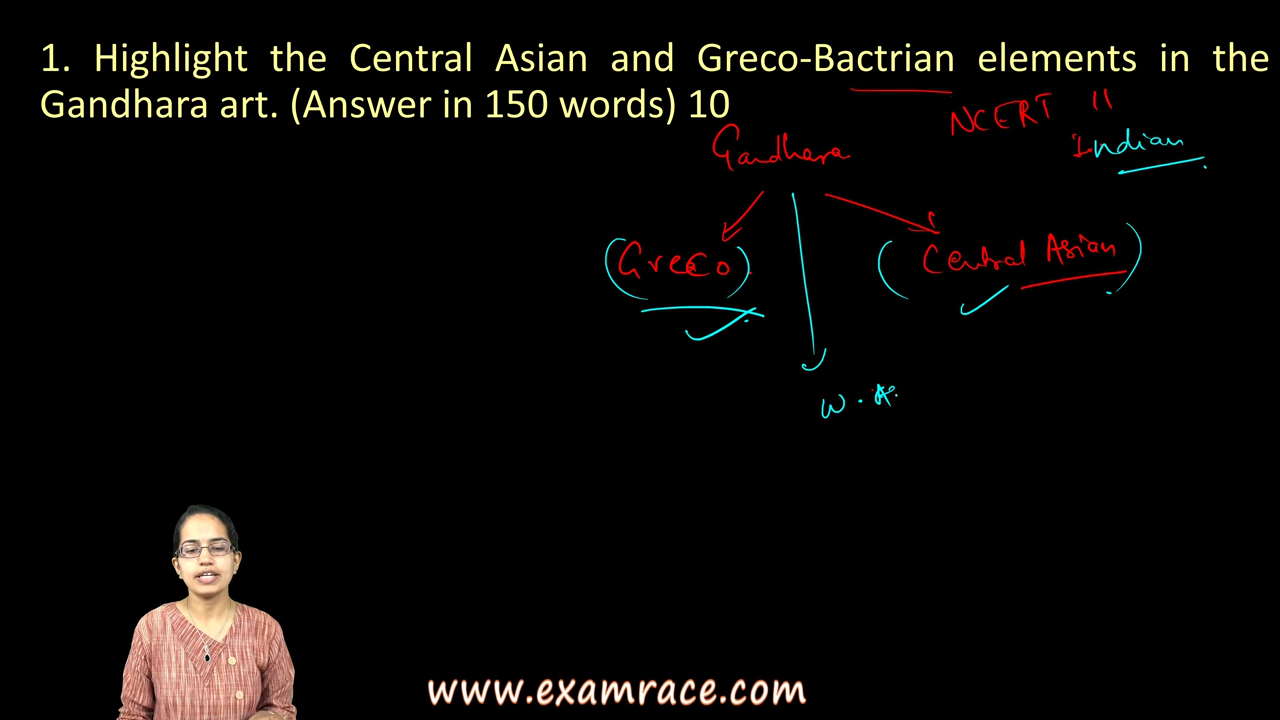 1. Highlight the Central Asian and Greco-Bactrian elements in the
Gandhara art. (Answer in 150 words) 10
NCERT 11
Indian
Gandhara
(Greco)
(Central Asian)
W. A.
www.examrace.com